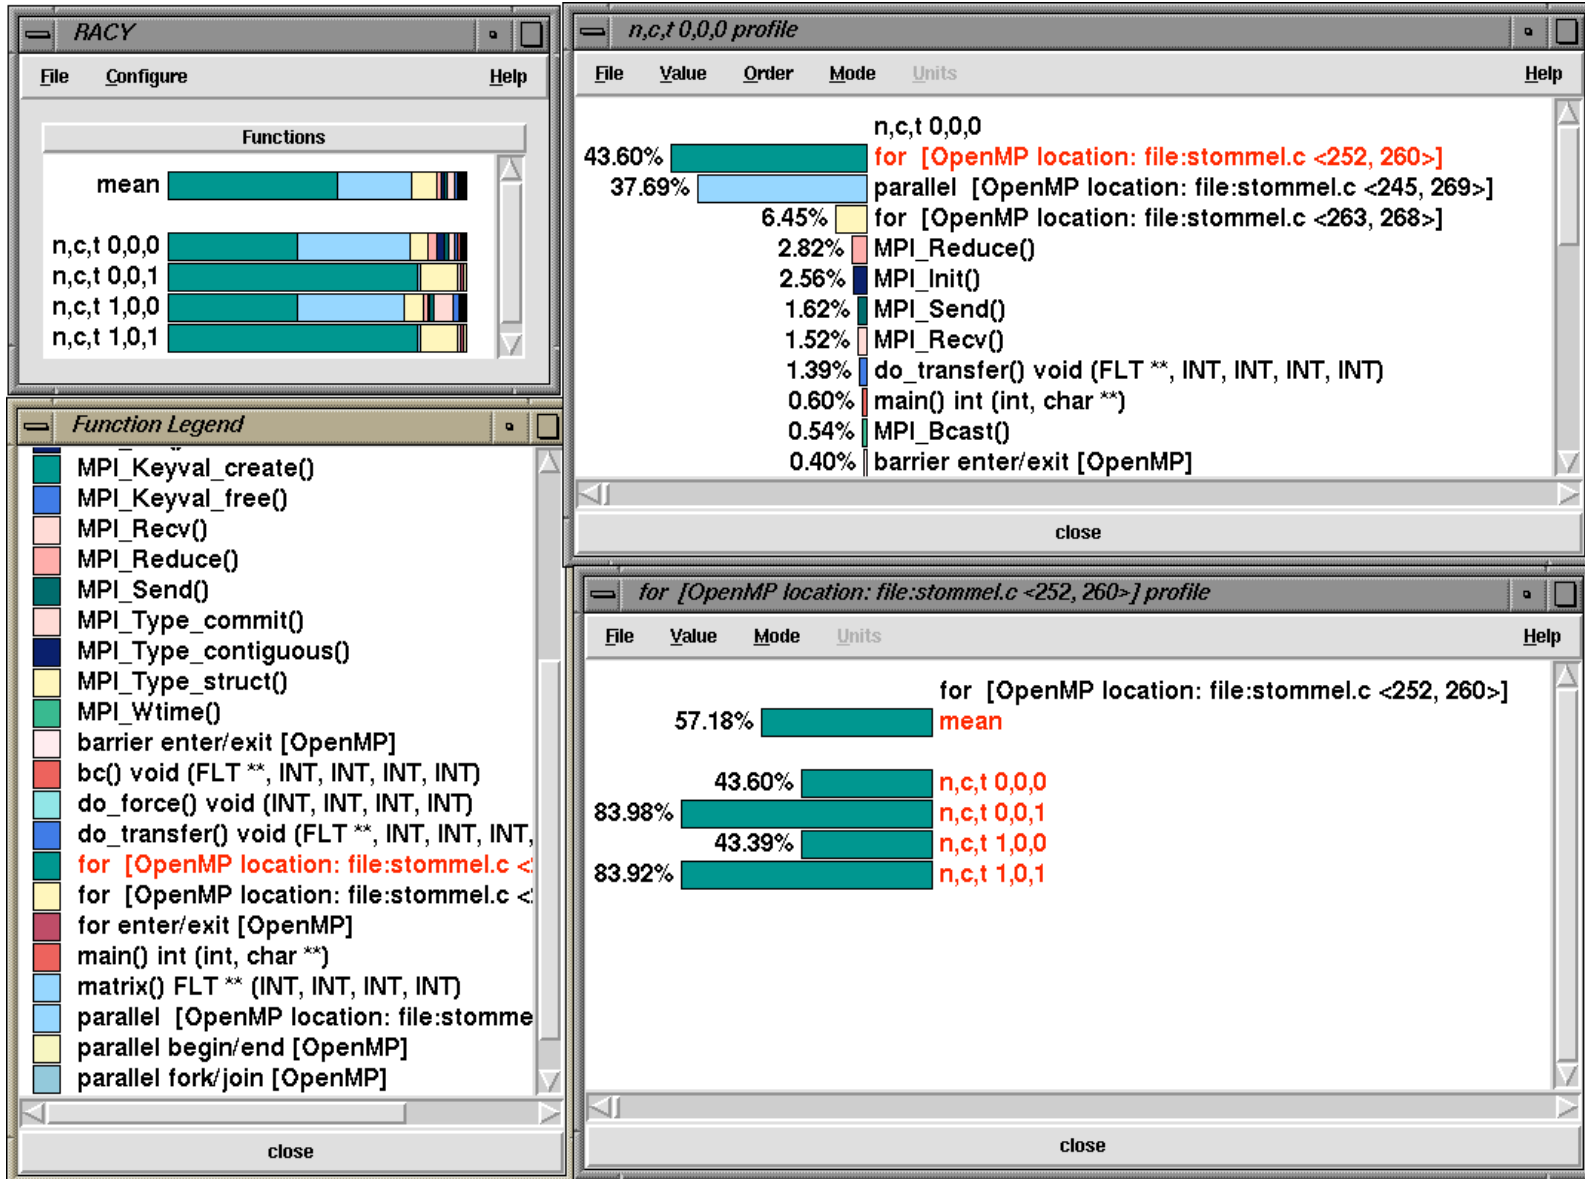 RACY
File Configure Help
Functions
mean
n,c,t 0,0,0
n,c,t 0,0,1
n,c,t 1,0,0
n,c,t 1,0,1
Function Legend
MPI_Keyval_create()
MPI_Keyval_free()
MPI_Recv()
MPI_Reduce()
MPI_Send()
MPI_Type_commit()
MPI_Type_contiguous()
MPI_Type_struct()
MPI_Wtime()
barrier enter/exit [OpenMP]
bc() void (FLT **, INT, INT, INT, INT)
do_force() void (INT, INT, INT, INT)
do_transfer() void (FLT **, INT, INT, INT,
for [OpenMP location: file:stommel.c <
for [OpenMP location: file:stommel.c <
for enter/exit [OpenMP]
main() int (int, char **)
matrix() FLT ** (INT, INT, INT, INT)
parallel [OpenMP location: file:stomme
parallel begin/end [OpenMP]
parallel fork/join [OpenMP]
close
n,c,t 0,0,0 profile
File Value Order Mode Units Help
n,c,t 0,0,0
43.60% for [OpenMP location: file:stommel.c <252, 260>]
37.69% parallel [OpenMP location: file:stommel.c <245, 269>]
6.45% for [OpenMP location: file:stommel.c <263, 268>]
2.82% MPI_Reduce()
2.56% MPI_Init()
1.62% MPI_Send()
1.52% MPI_Recv()
1.39% do_transfer() void (FLT **, INT, INT, INT, INT)
0.60% main() int (int, char **)
0.54% MPI_Bcast()
0.40% barrier enter/exit [OpenMP]
close
for [OpenMP location: file:stommel.c <252, 260>] profile
File Value Mode Units Help
for [OpenMP location: file:stommel.c <252, 260>]
57.18% mean
43.60% n,c,t 0,0,0
83.98% n,c,t 0,0,1
43.39% n,c,t 1,0,0
83.92% n,c,t 1,0,1
close